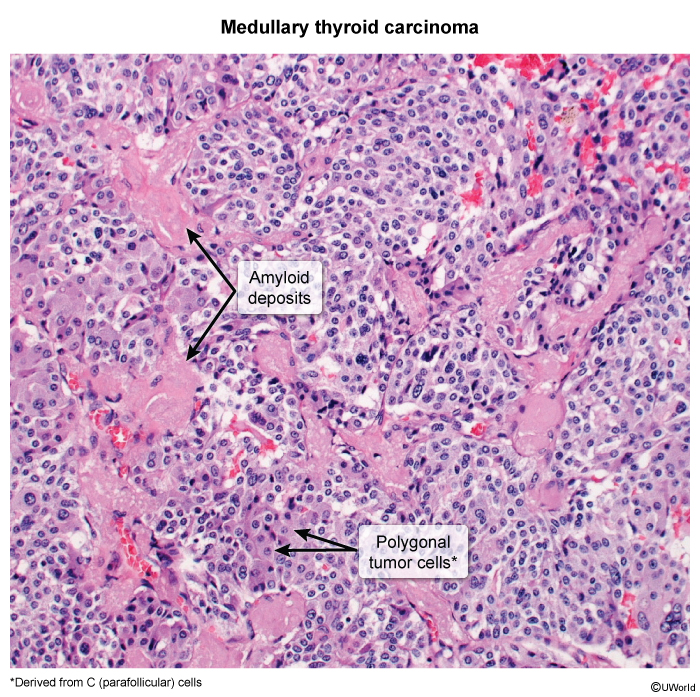 Medullary thyroid carcinoma
Amyloid
deposits
Polygonal
tumor cells*
*Derived from C (parafollicular) cells
©UWorld